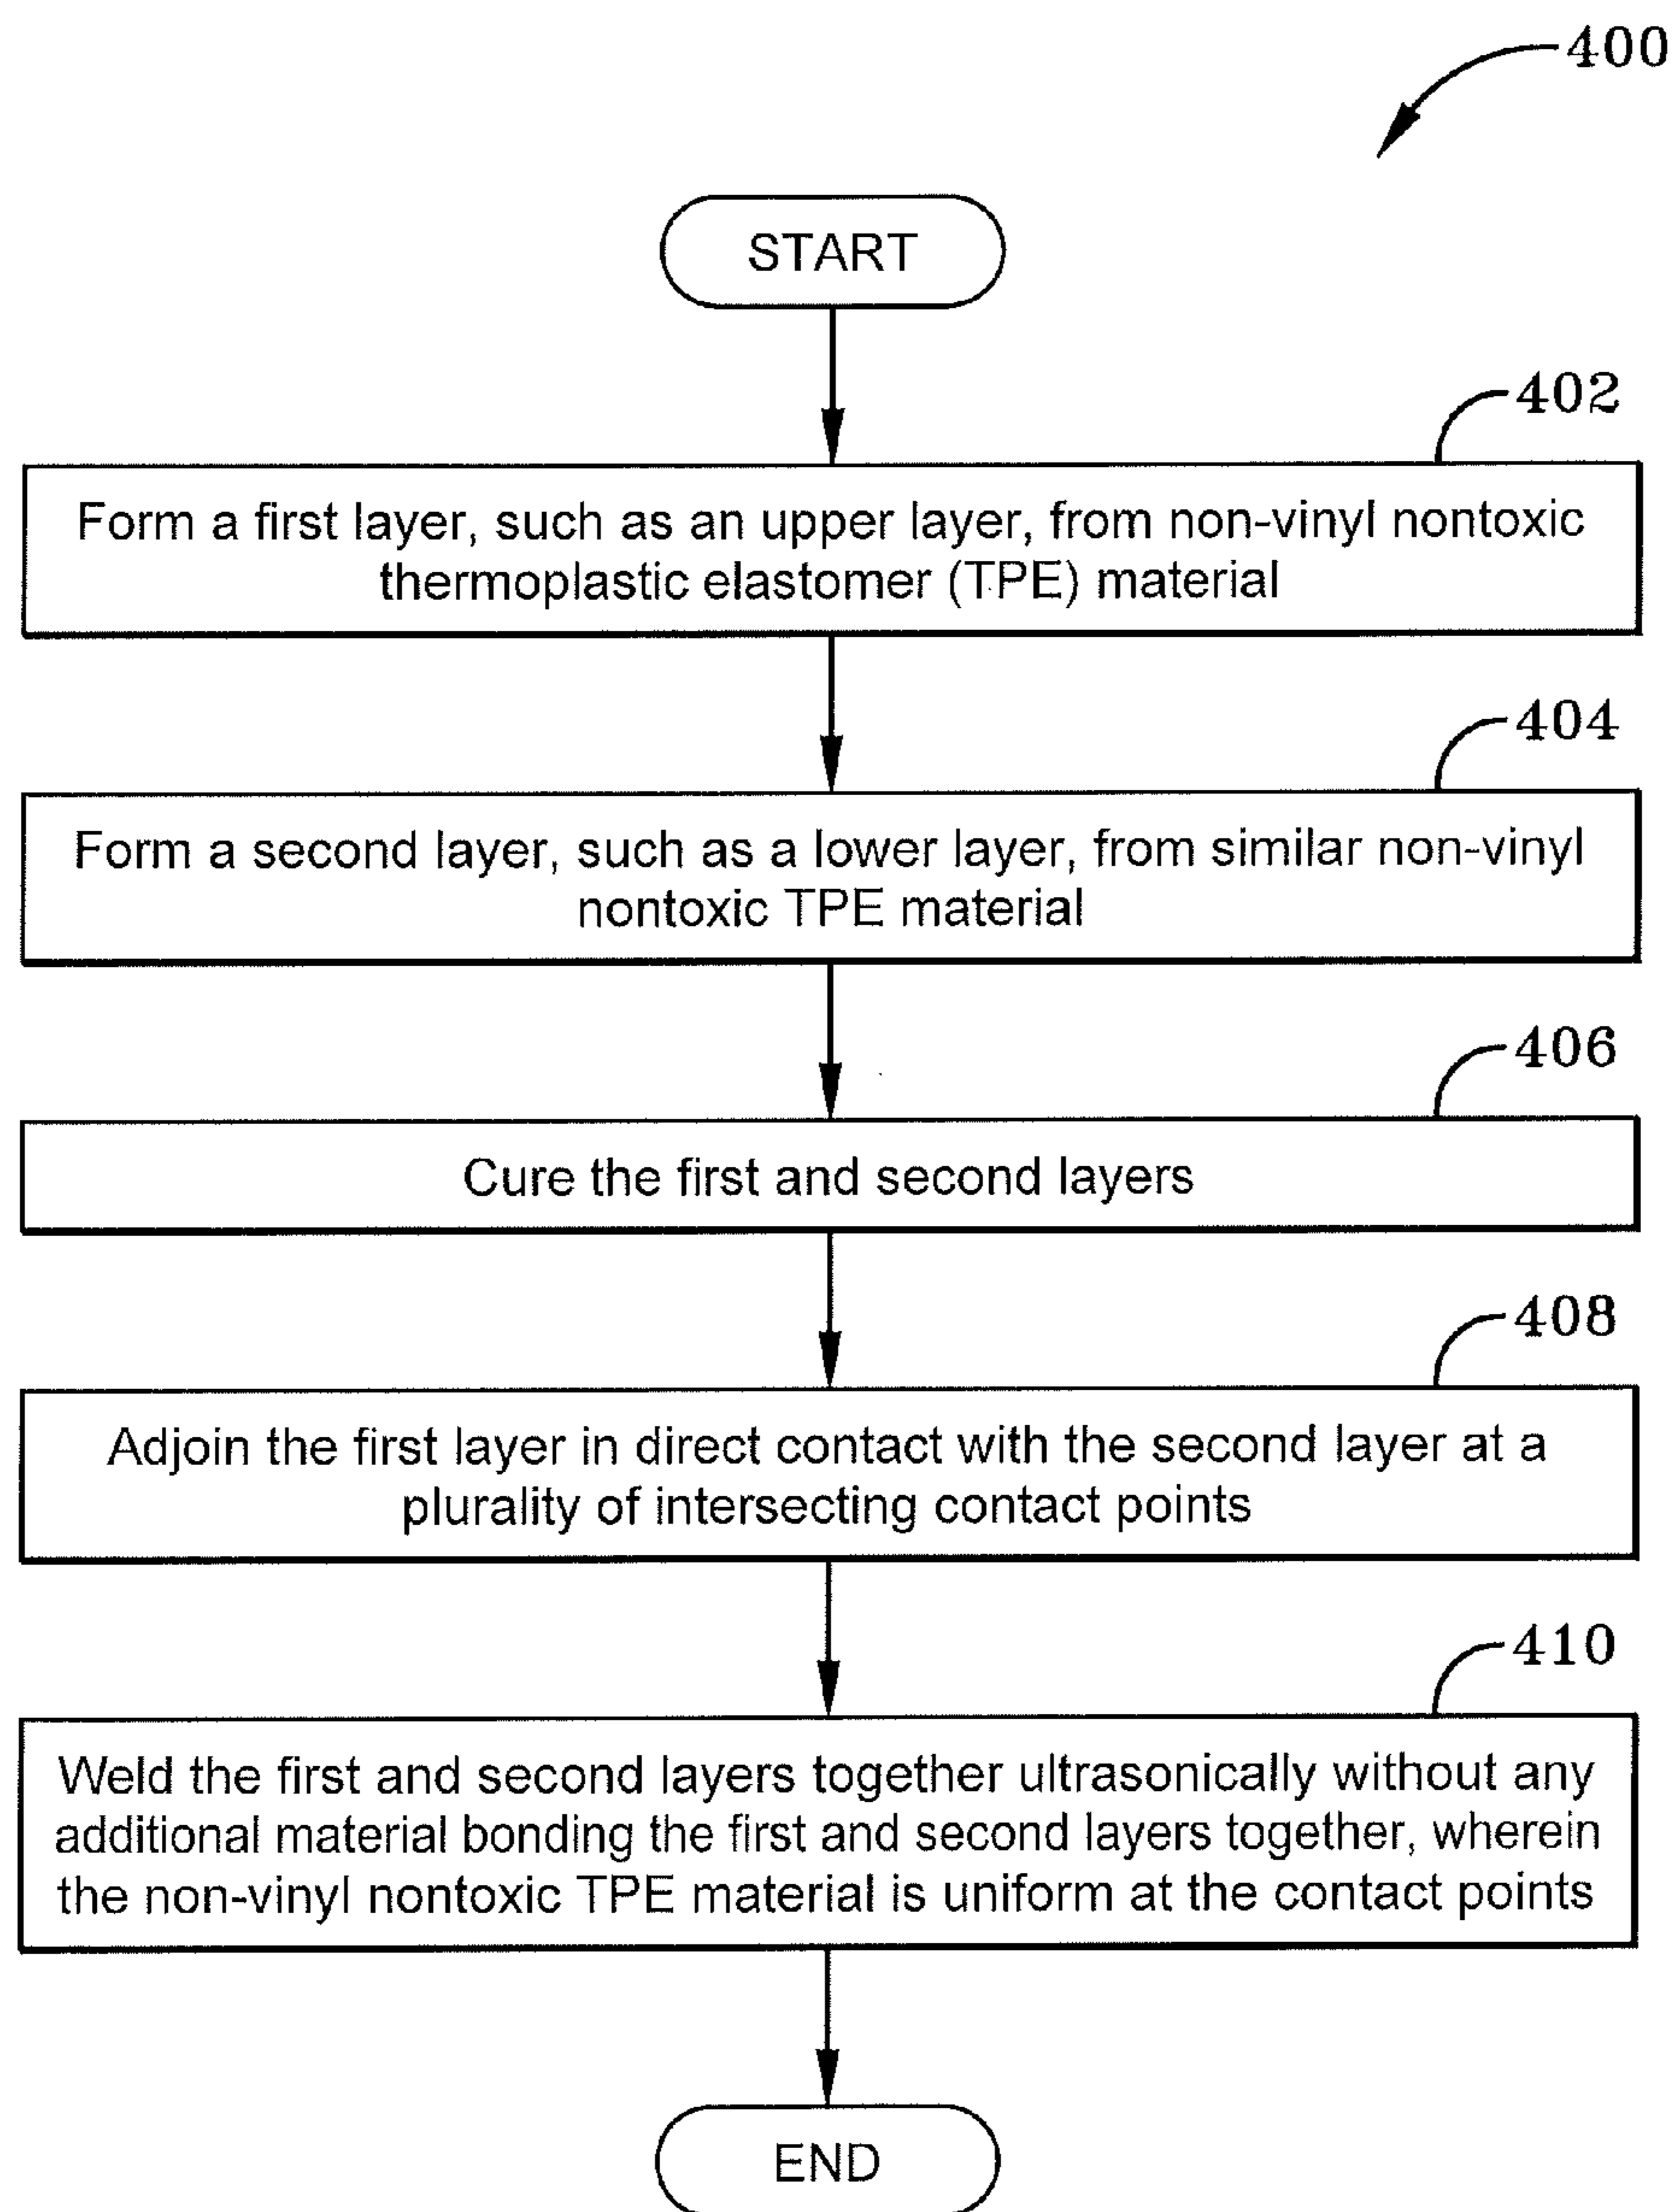 400
START
402
Form a first layer, such as an upper layer, from non-vinyl nontoxic
thermoplastic elastomer (TPE) material
404
Form a second layer, such as a lower layer, from similar non-vinyl
nontoxic TPE material
406
Cure the first and second layers
408
Adjoin the first layer in direct contact with the second layer at a
plurality of intersecting contact points
410
Weld the first and second layers together ultrasonically without any
additional material bonding the first and second layers together, wherein
the non-vinyl nontoxic TPE material is uniform at the contact points
END